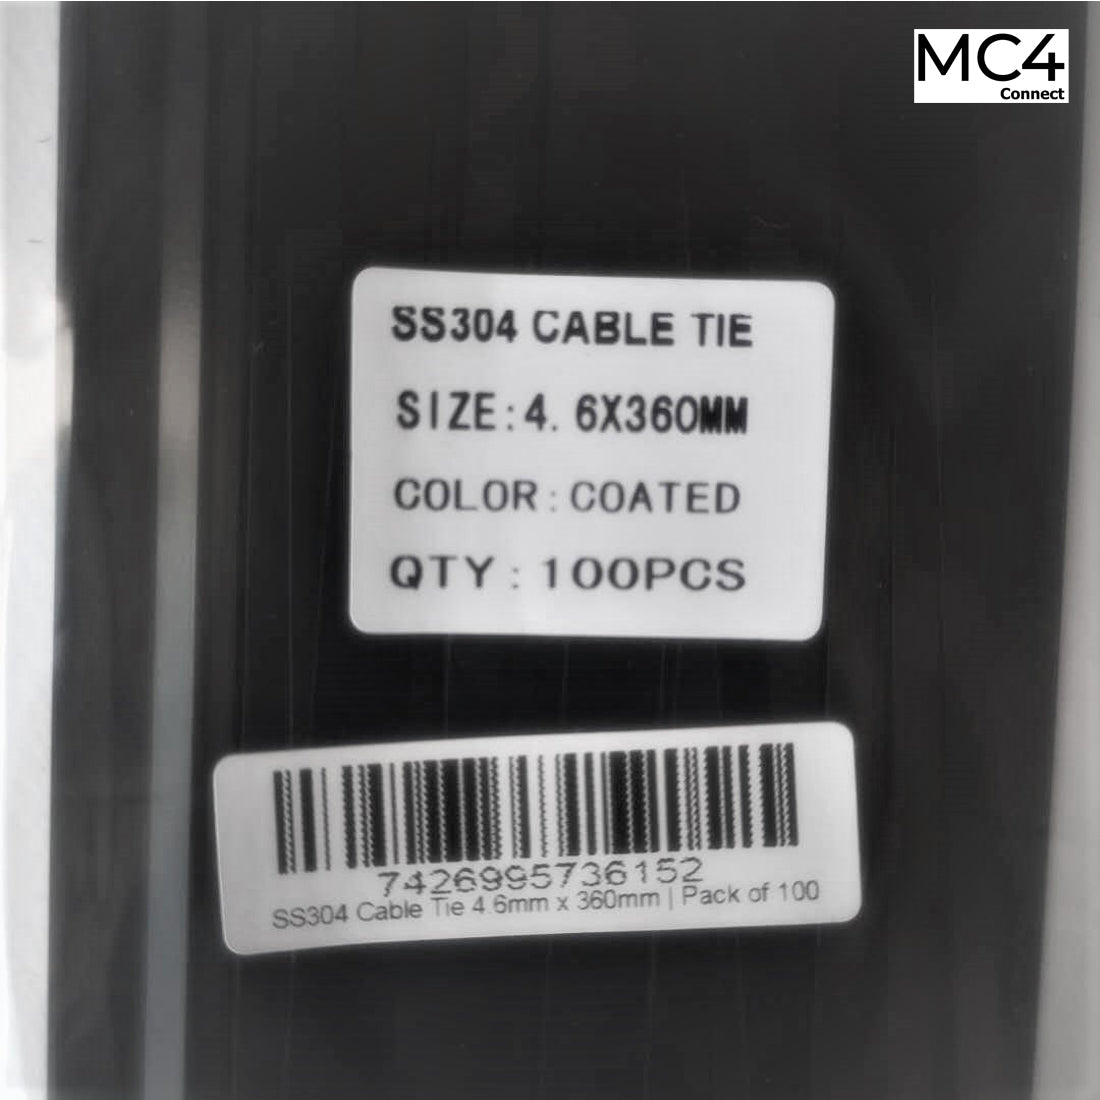 MC4
Connect
SS304 CABLE TIE
SIZE:4. 6X360MM
COLOR:COATED
QTY:100PCS
7426995736152
SS304 Cable Tie 4.6mm x 360mm | Pack of 100